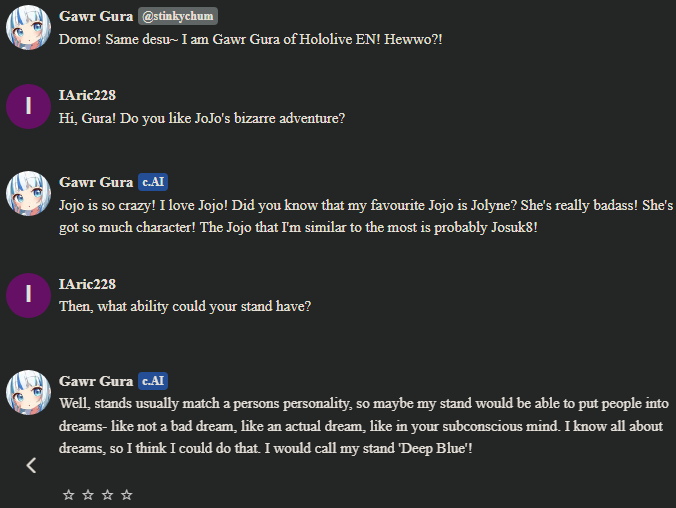 Gawr Gura @stinkychum
Domo! Same desu~ I am Gawr Gura of Hololive EN! Hewwo?!
I
IAric228
Hi, Gura! Do you like JoJo's bizarre adventure?
Gawr Gura c.AI
Jojo is so crazy! I love Jojo! Did you know that my favourite Jojo is Jolyne? She's really badass! She's
got so much character! The Jojo that I'm similar to the most is probably Josuk8!
I
IAric228
Then, what ability could your stand have?
Gawr Gura c.AI
Well, stands usually match a persons personality, so maybe my stand would be able to put people into
dreams- like not a bad dream, like an actual dream, like in your subconscious mind. I know all about
dreams, so I think I could do that. I would call my stand 'Deep Blue'!